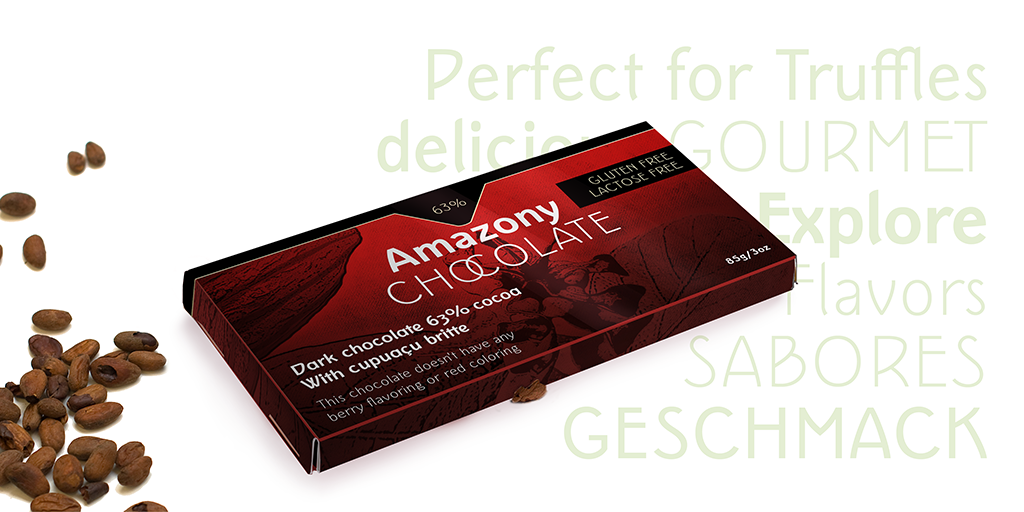 Perfect for Truffles
GOURMET
Explore
Flavors
SABORES
GESCHMACK
63%
GLUTEN FREE
LACTOSE FREE
Amazony
CHOCOLATE
85g/3oz
Dark chocolate 63% cocoa
With cupuaçu britte
This chocolate doesn't have any
berry flavoring or red coloring